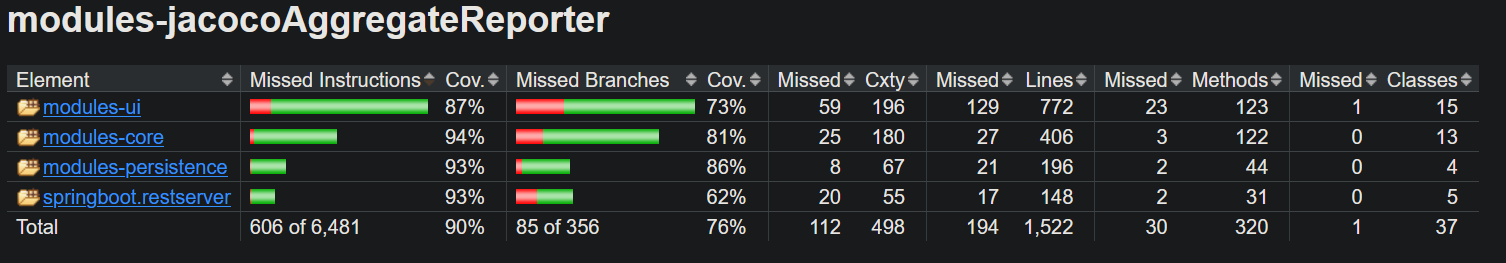 modules-jacocoAggregateReporter
Element Missed Instructions Cov. Missed Branches Cov. Missed Cxty Missed Lines Missed Methods Missed Classes
modules-ui 87% 73% 59 196 129 772 23 123 1 15
modules-core 94% 81% 25 180 27 406 3 122 0 13
modules-persistence 93% 86% 8 67 21 196 2 44 0 4
springboot.restserver 93% 62% 20 55 17 148 2 31 0 5
Total 606 of 6,481 90% 85 of 356 76% 112 498 194 1,522 30 320 1 37